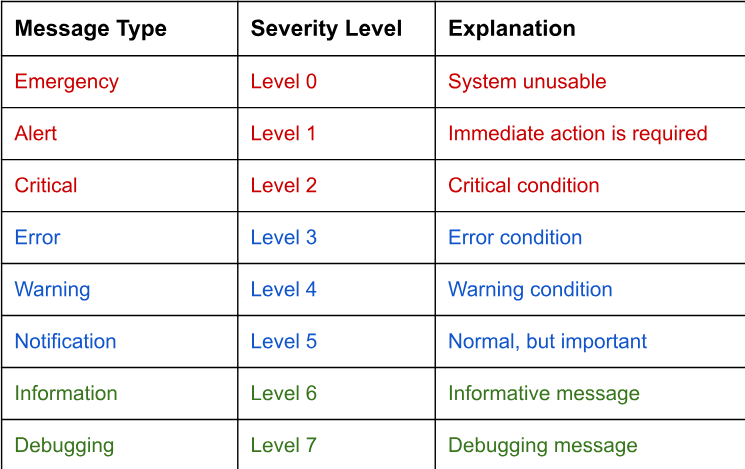 Message Type Severity Level Explanation
Emergency Level 0 System unusable
Alert Level 1 Immediate action is required
Critical Level 2 Critical condition
Error Level 3 Error condition
Warning Level 4 Warning condition
Notification Level 5 Normal, but important
Information Level 6 Informative message
Debugging Level 7 Debugging message